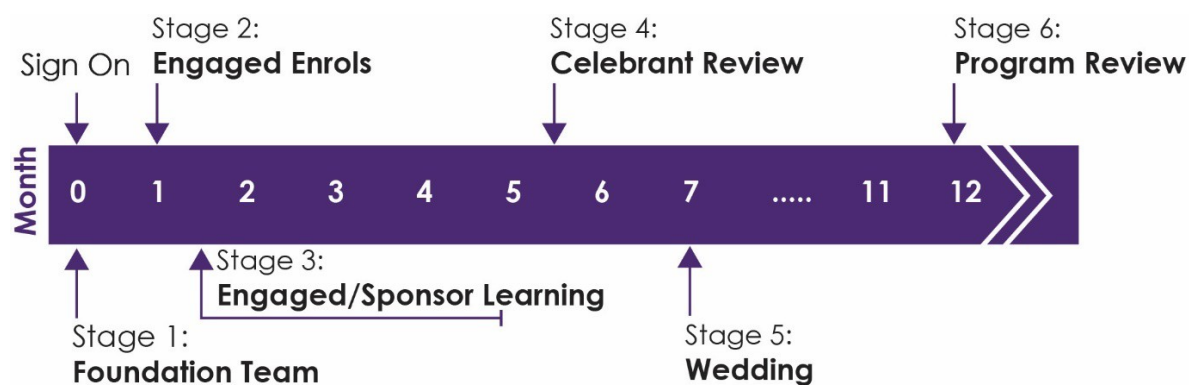 Stage 2:
Stage 4:
Stage 6:
Sign On
Engaged Enrols
Celebrant Review
Program Review
Month
0 1 2 3 4 5 6 7 ..... 11 12
Stage 3:
Engaged/Sponsor Learning
Stage 1:
Foundation Team
Stage 5:
Wedding